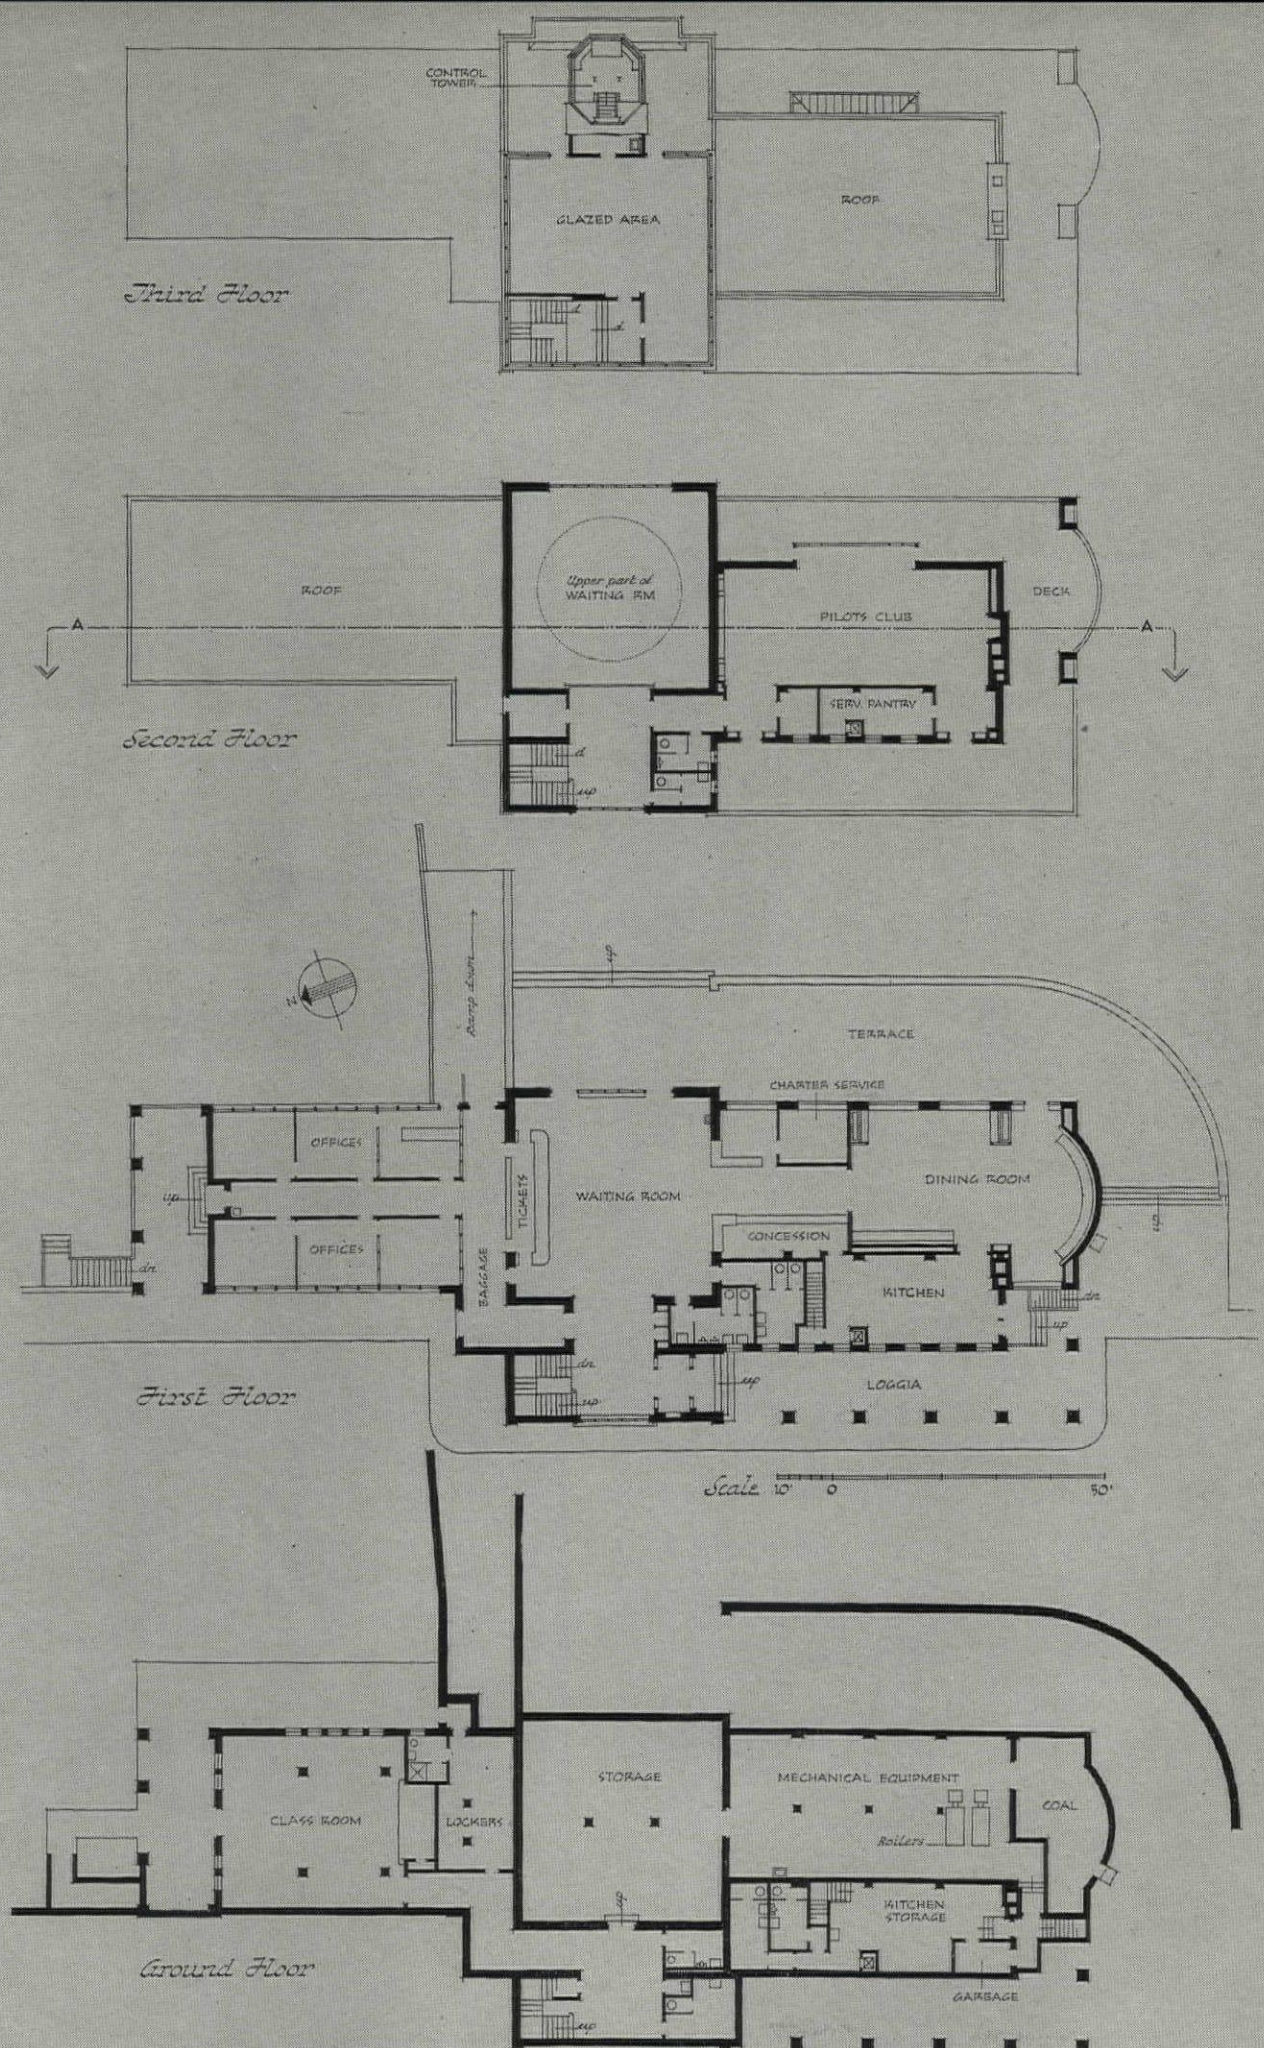 CONTROL
TOWER
GLAZED AREA
ROOF
d
d
Third Floor
Upper part of
WAITING RM
ROOF
DECK
PILOTS CLUB
A
A
SERV. PANTRY
Second Floor
d
up
up
Ramp down
N
TERRACE
CHARTER SERVICE
OFFICES
up
TICKETS
WAITING ROOM
DINING ROOM
up
CONCESSION
OFFICES
dn
BAGGAGE
KITCHEN
dn
up
dn
up
up
LOGGIA
First Floor
Scale 10' 0 50'
STORAGE
MECHANICAL EQUIPMENT
COAL
CLASS ROOM
LOCKERS
Boilers
up
KITCHEN
STORAGE
Ground Floor
GARBAGE
up